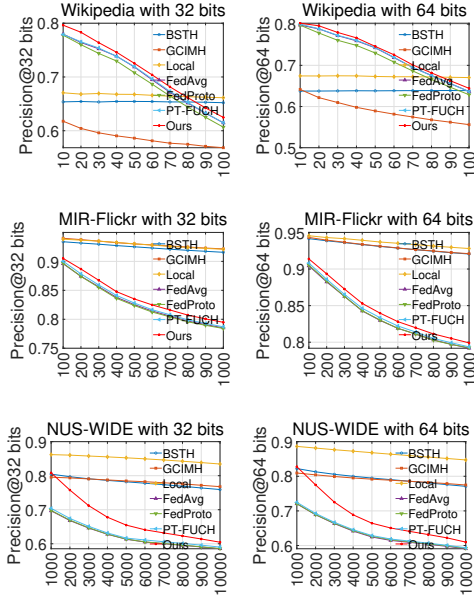 Wikipedia with 32 bits
Precision@32 bits
0.8
0.7
0.6
BSTH
GCIMH
Local
FedAvg
FedProto
PT-FUCH
Ours
10 20 30 40 50 60 70 80 90 100
Wikipedia with 64 bits
Precision@64 bits
0.8
0.7
0.6
0.5
BSTH
GCIMH
Local
FedAvg
FedProto
PT-FUCH
Ours
10 20 30 40 50 60 70 80 90 100
MIR-Flickr with 32 bits
Precision@32 bits
0.95
0.9
0.85
0.8
0.75
BSTH
GCIMH
Local
FedAvg
FedProto
PT-FUCH
Ours
100 200 300 400 500 600 700 800 900 1000
MIR-Flickr with 64 bits
Precision@64 bits
0.95
0.9
0.85
0.8
BSTH
GCIMH
Local
FedAvg
FedProto
PT-FUCH
Ours
100 200 300 400 500 600 700 800 900 1000
NUS-WIDE with 32 bits
Precision@32 bits
0.9
0.8
0.7
0.6
BSTH
GCIMH
Local
FedAvg
FedProto
PT-FUCH
Ours
1000 2000 3000 4000 5000 6000 7000 8000 9000 10000
NUS-WIDE with 64 bits
Precision@64 bits
0.9
0.8
0.7
0.6
BSTH
GCIMH
Local
FedAvg
FedProto
PT-FUCH
Ours
1000 2000 3000 4000 5000 6000 7000 8000 9000 10000